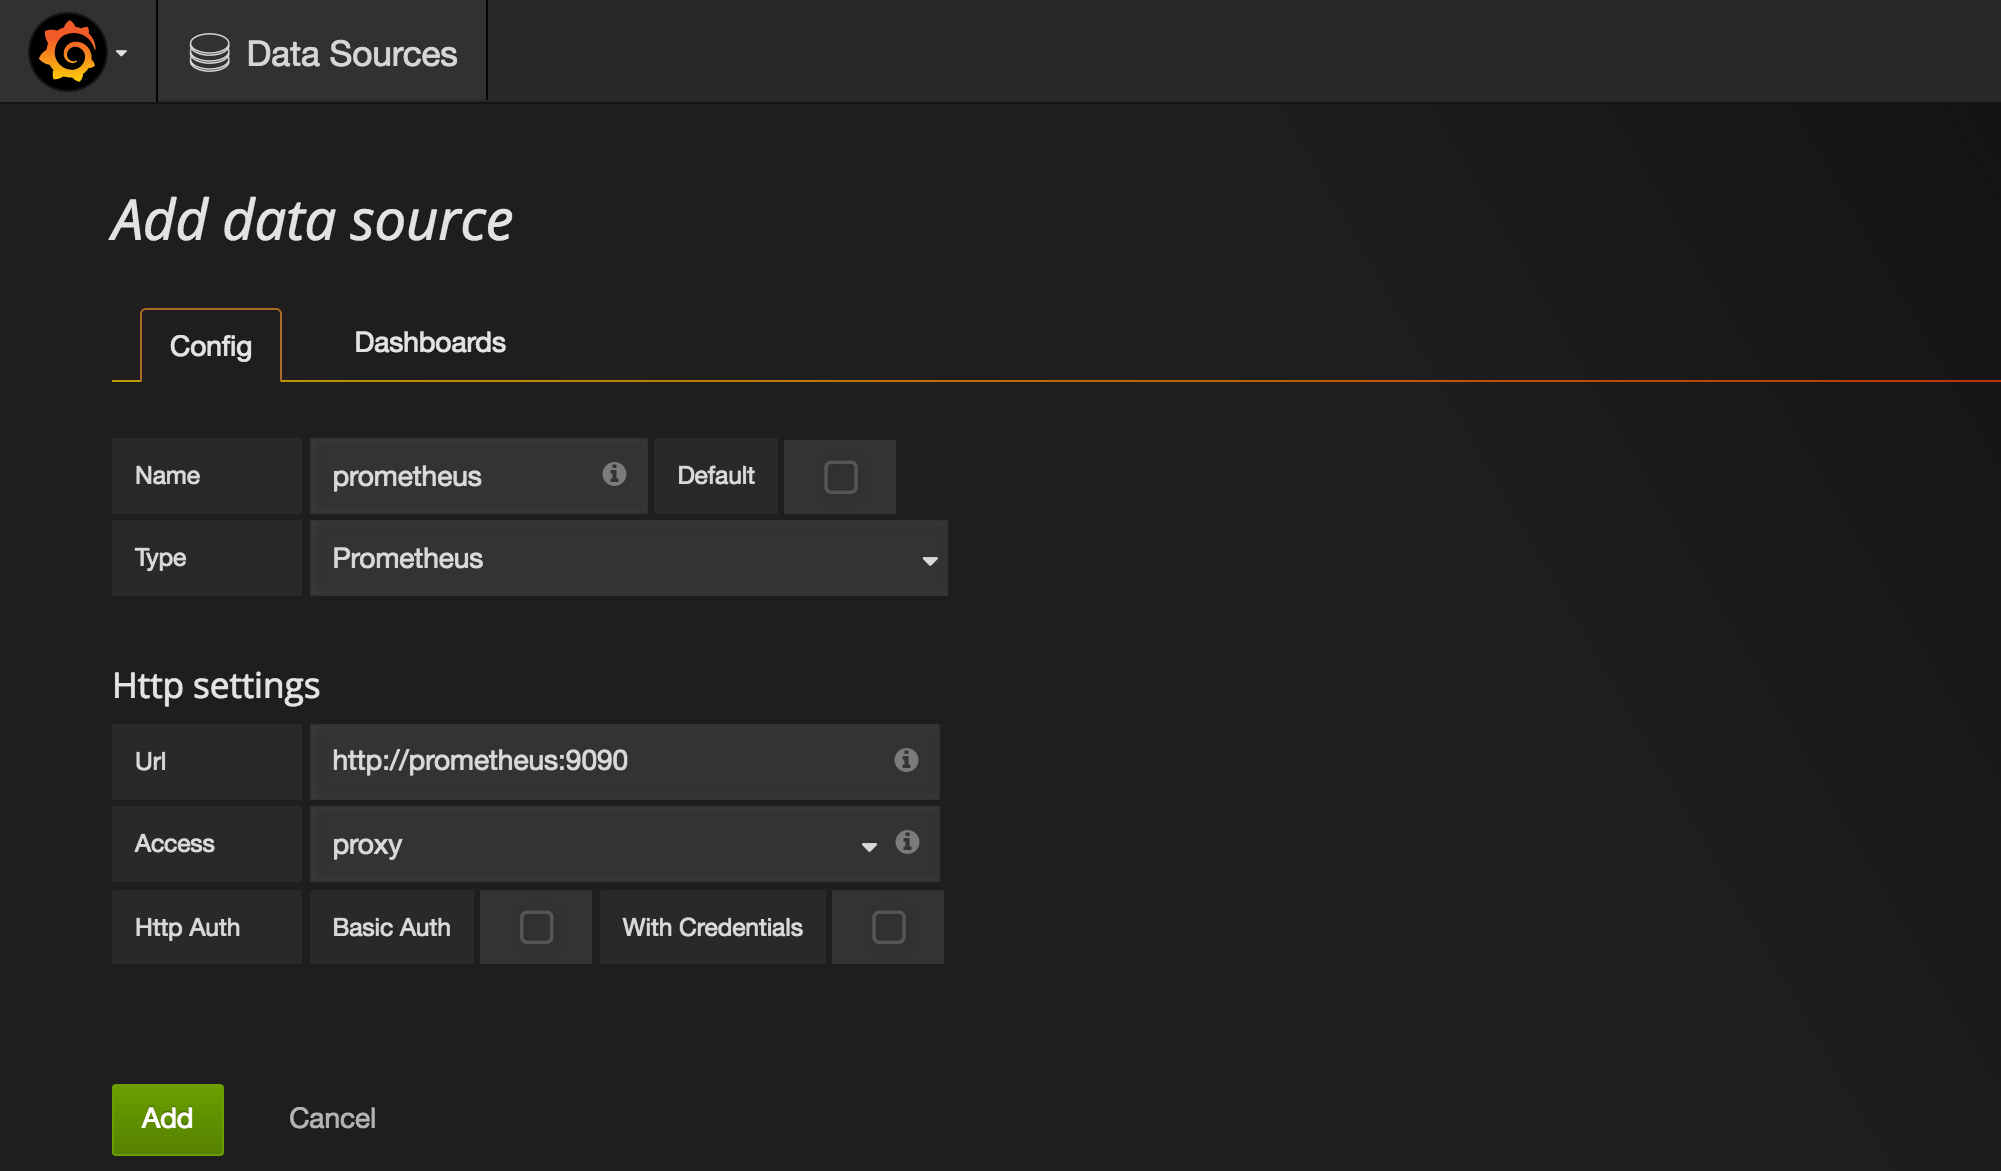 Data Sources
Add data source
Config Dashboards
Name prometheus Default
Type Prometheus
Http settings
Url http://prometheus:9090
Access proxy
Http Auth Basic Auth With Credentials
Add Cancel